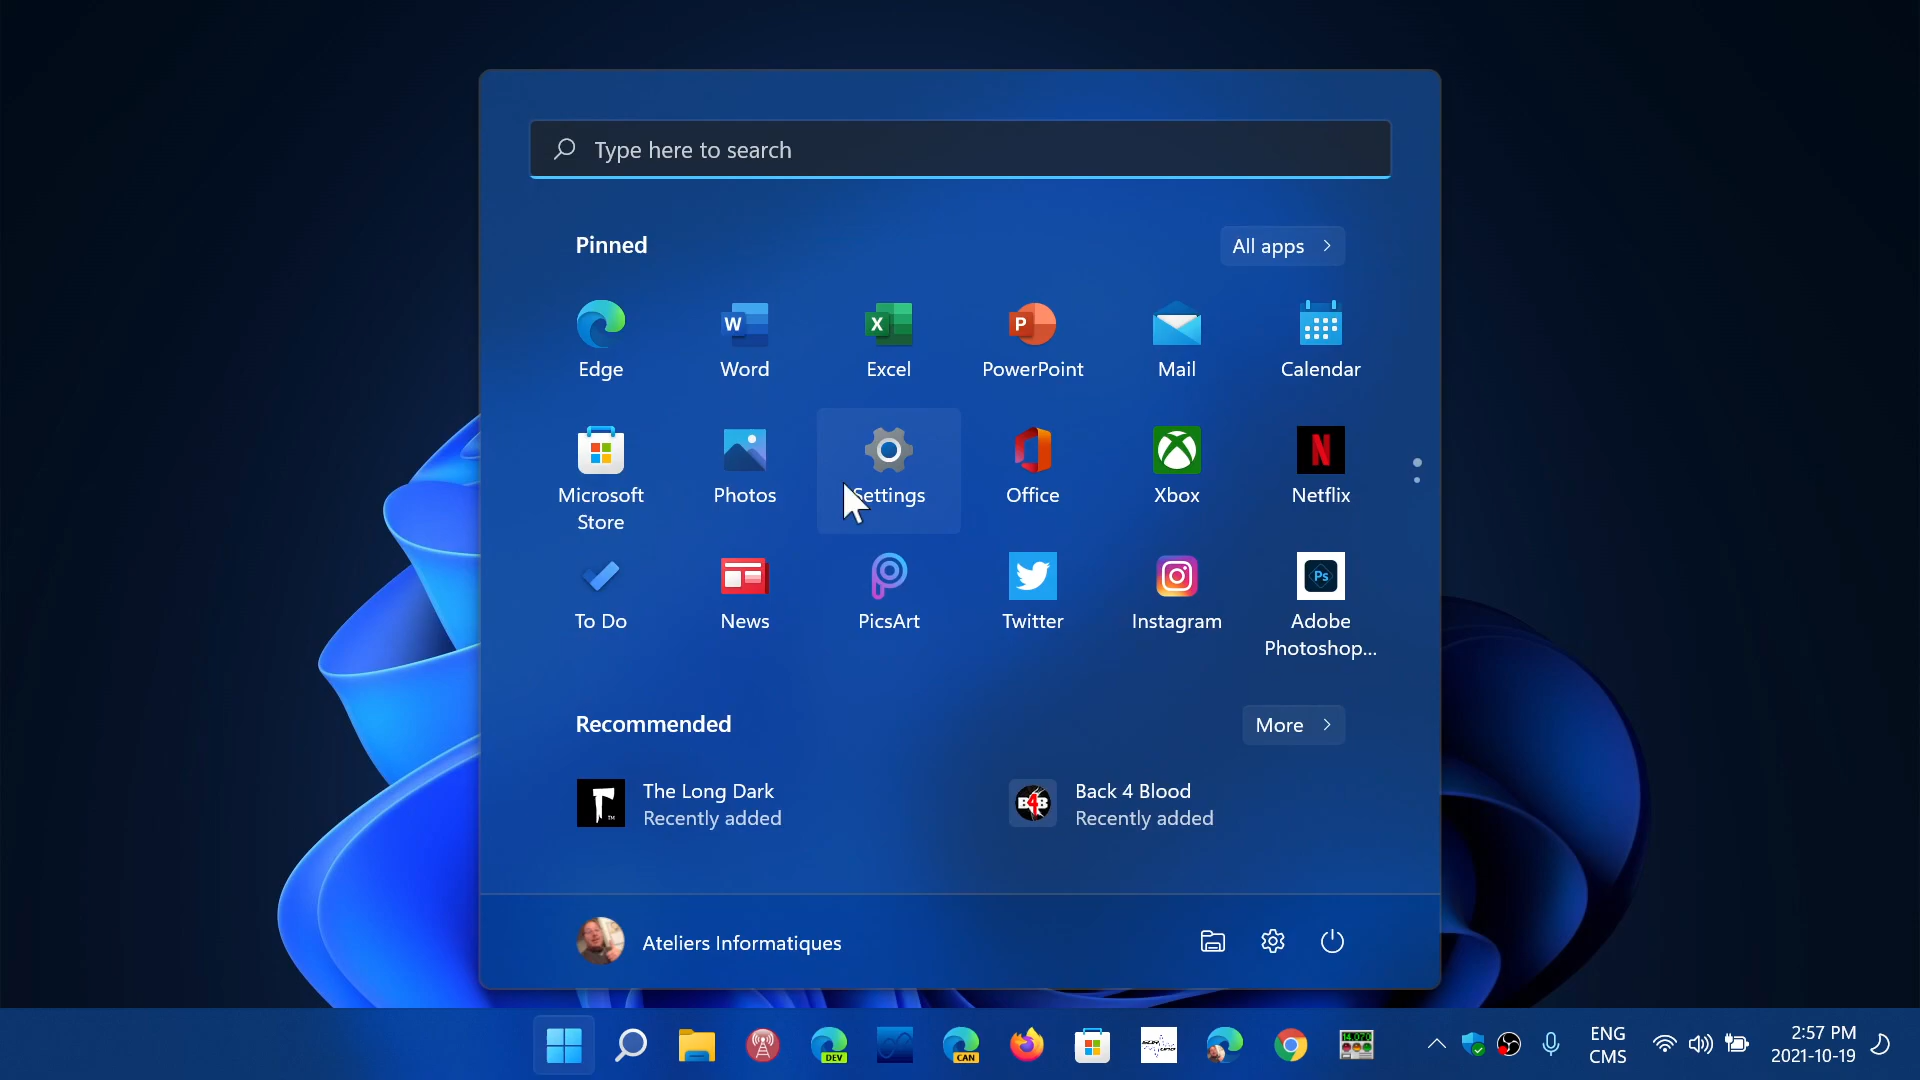 Type here to search
Pinned
All apps
Edge
Word
Excel
PowerPoint
Mail
Calendar
Microsoft
Store
Photos
Settings
Office
Xbox
Netflix
To Do
News
PicsArt
Twitter
Instagram
Adobe
Photoshop...
Recommended
More
The Long Dark
Recently added
Back 4 Blood
Recently added
Ateliers Informatiques
DEV
CAN
ENG
CMS
2:57 PM
2021-10-19